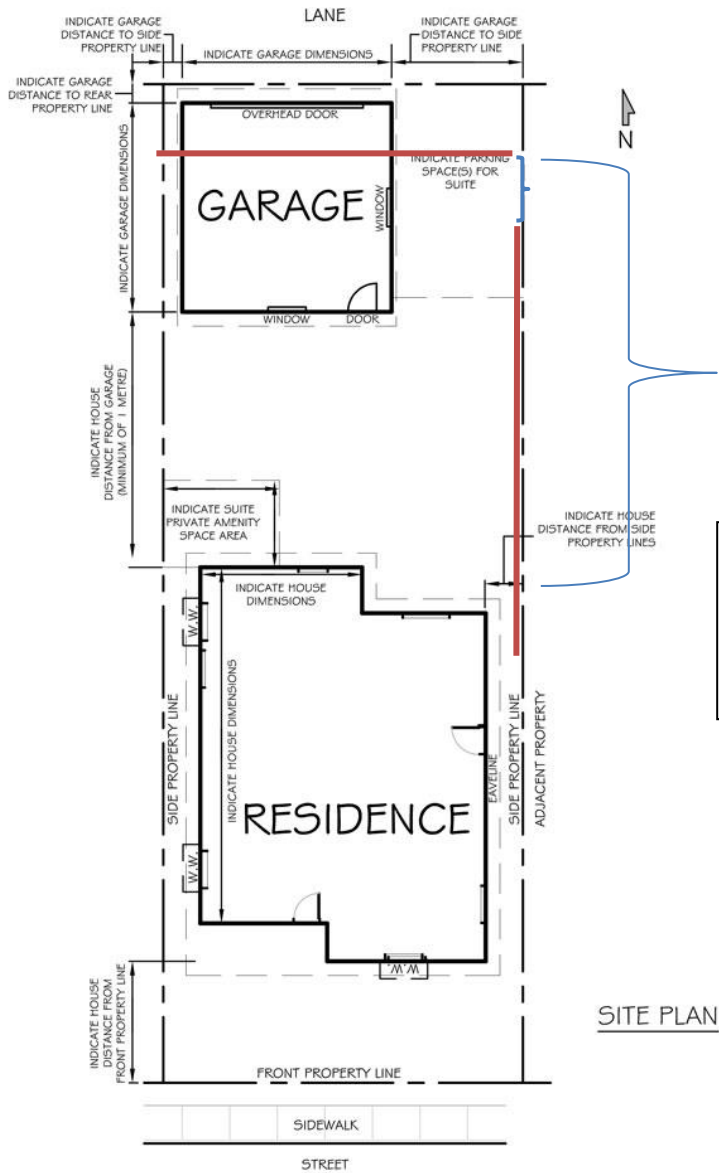 LANE
INDICATE GARAGE
DISTANCE TO SIDE
PROPERTY LINE
INDICATE GARAGE DIMENSIONS
INDICATE GARAGE
DISTANCE TO SIDE
PROPERTY LINE
INDICATE GARAGE
DISTANCE TO REAR
PROPERTY LINE
OVERHEAD DOOR
N
INDICATE PARKING
SPACE(S) FOR
SUITE
GARAGE
WINDOW
INDICATE GARAGE DIMENSIONS
WINDOW
DOOR
INDICATE HOUSE
DISTANCE FROM GARAGE
(MINIMUM OF 1 METRE)
INDICATE SUITE
PRIVATE AMENITY
SPACE AREA
INDICATE HOUSE
DISTANCE FROM SIDE
PROPERTY LINES
INDICATE HOUSE
DIMENSIONS
W.W.
INDICATE HOUSE DIMENSIONS
SIDE PROPERTY LINE
EAVELINE
SIDE PROPERTY LINE
ADJACENT PROPERTY
RESIDENCE
W.W.
W.W.
INDICATE HOUSE
DISTANCE FROM
FRONT PROPERTY LINE
SITE PLAN
FRONT PROPERTY LINE
SIDEWALK
STREET